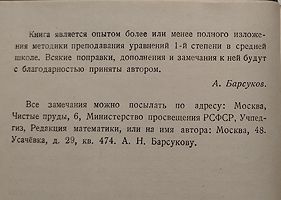 Книга является опытом более или менее полного изложе-
ния методики преподавания уравнений 1-й степени в средней
школе. Всякие поправки, дополнения и замечания к ней будут
с благодарностью приняты автором.
А. Барсуков.
Все замечания можно посылать по адресу: Москва,
Чистые пруды, 6, Министерство просвещения РСФСР, Учпед-
гиз, Редакция математики, или на имя автора: Москва, 48.
Усачёвка, д. 29, кв. 474. А. Н. Барсукову.